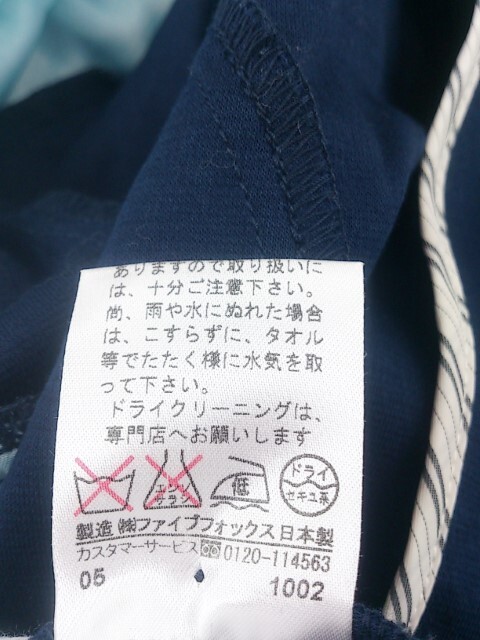 ありますので取り扱いに
は、十分ご注意下さい。
尚、雨や水にぬれた場合
は、こすらずに、タオル
等でたたく様に水気を取
って下さい。
ドライクリーニングは、
専門店へお願いします
エンソ
サラシ
低
ドライ
セキユ系
製造㈱ファイブフォックス日本製
カスタマーサービス 0120-114563
05 1002